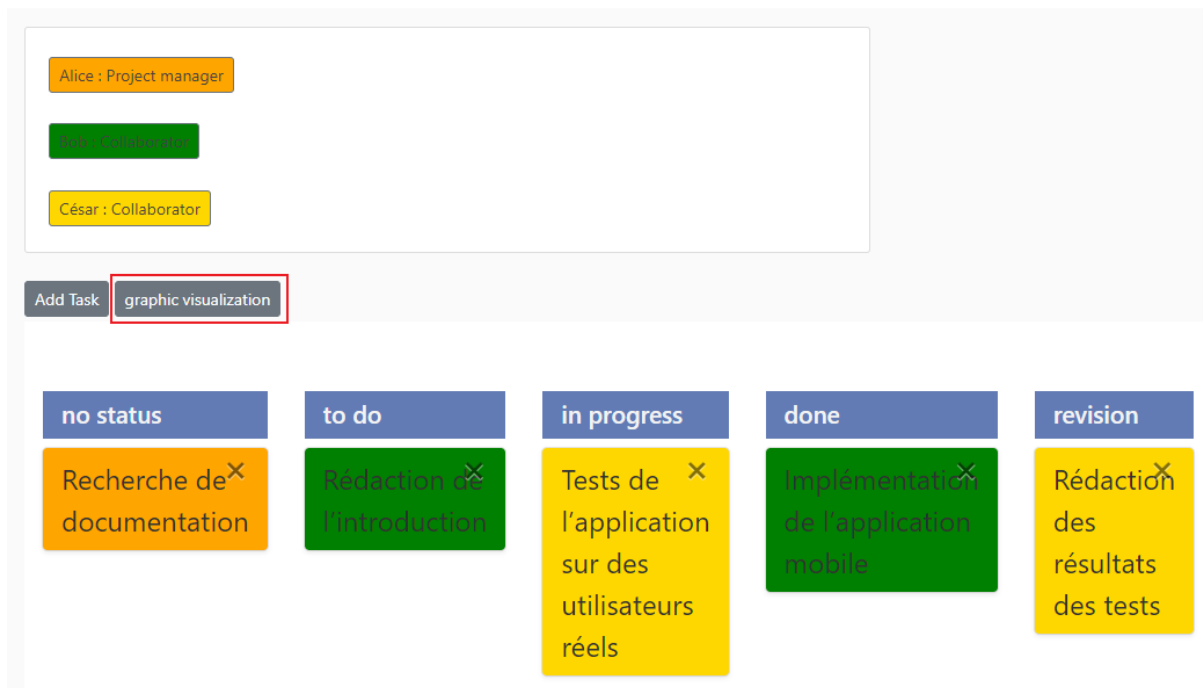 Alice : Project manager
Bob : Collaborator
César : Collaborator
Add Task
graphic visualization
no status
to do
in progress
done
revision
Recherche de
documentation
Rédaction de
l’introduction
Tests de
l’application
sur des
utilisateurs
réels
Implémentation
de l’application
mobile
Rédaction
des
résultats
des tests